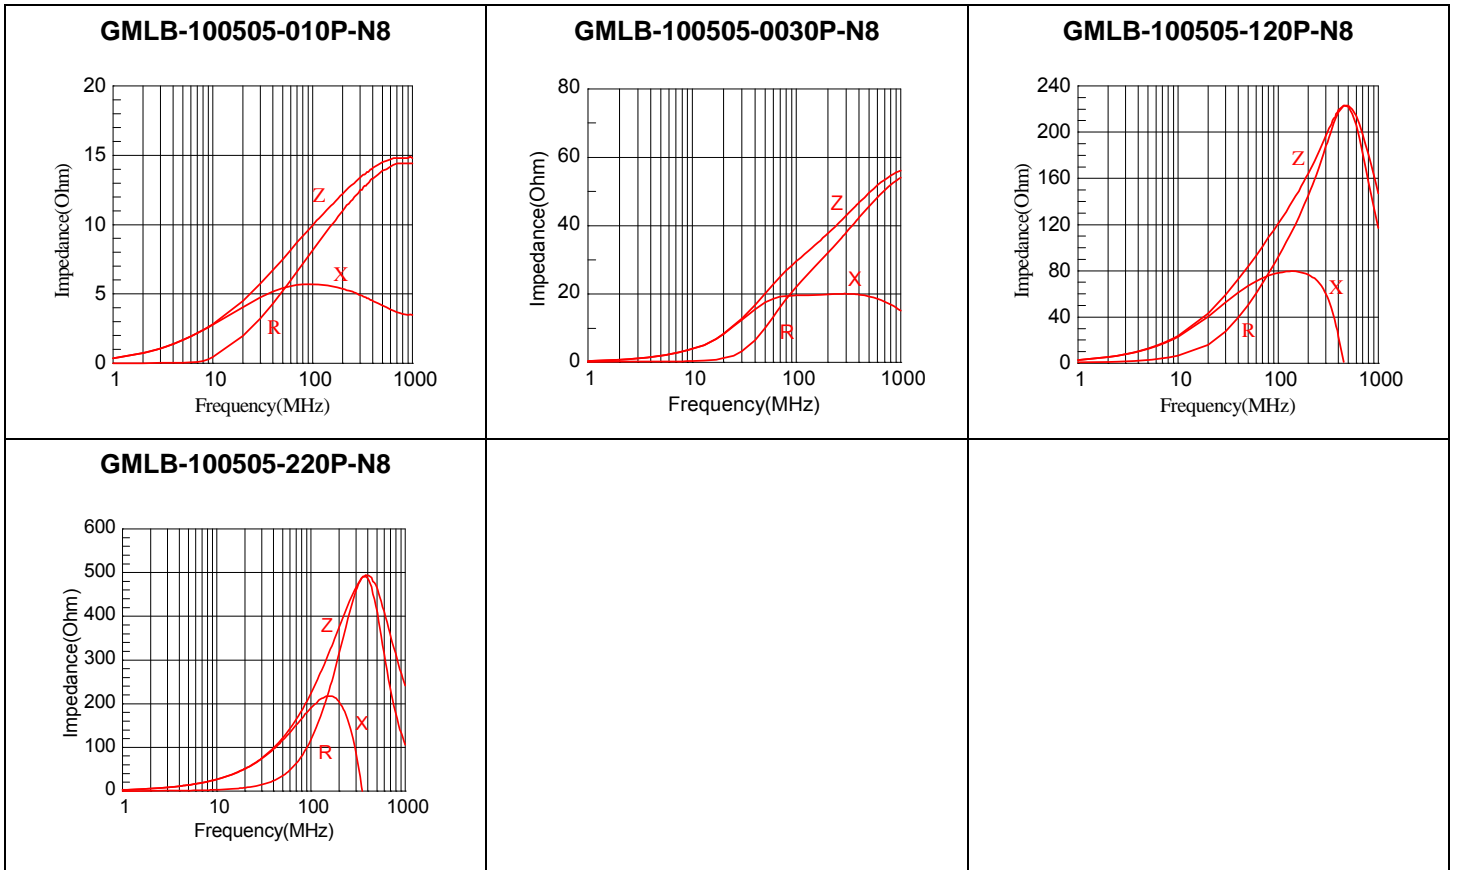 GMLB-100505-010P-N8
20
15
10
5
0
Impedance(Ohm)
Z
X
R
1 10 100 1000
Frequency(MHz)
GMLB-100505-0030P-N8
80
60
40
20
0
Impedance(Ohm)
Z
X
R
1 10 100 1000
Frequency(MHz)
GMLB-100505-120P-N8
240
200
160
120
80
40
0
Impedance(Ohm)
Z
X
R
1 10 100 1000
Frequency(MHz)
GMLB-100505-220P-N8
600
500
400
300
200
100
0
Impedance(Ohm)
Z
X
R
1 10 100 1000
Frequency(MHz)